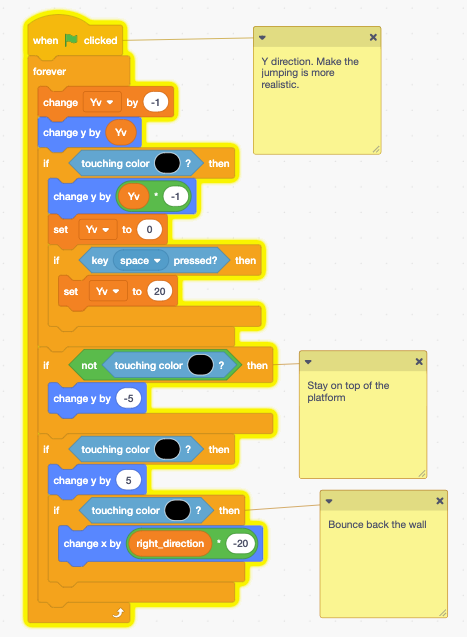 when clicked
Y direction. Make the
jumping is more
realistic.
forever
change Yv by -1
change y by Yv
if touching color ? then
change y by Yv * -1
set Yv to 0
if key space pressed? then
set Yv to 20
if not touching color ? then
change y by -5
Stay on top of the
platform
if touching color ? then
change y by 5
if touching color ? then
Bounce back the wall
change x by right_direction * -20